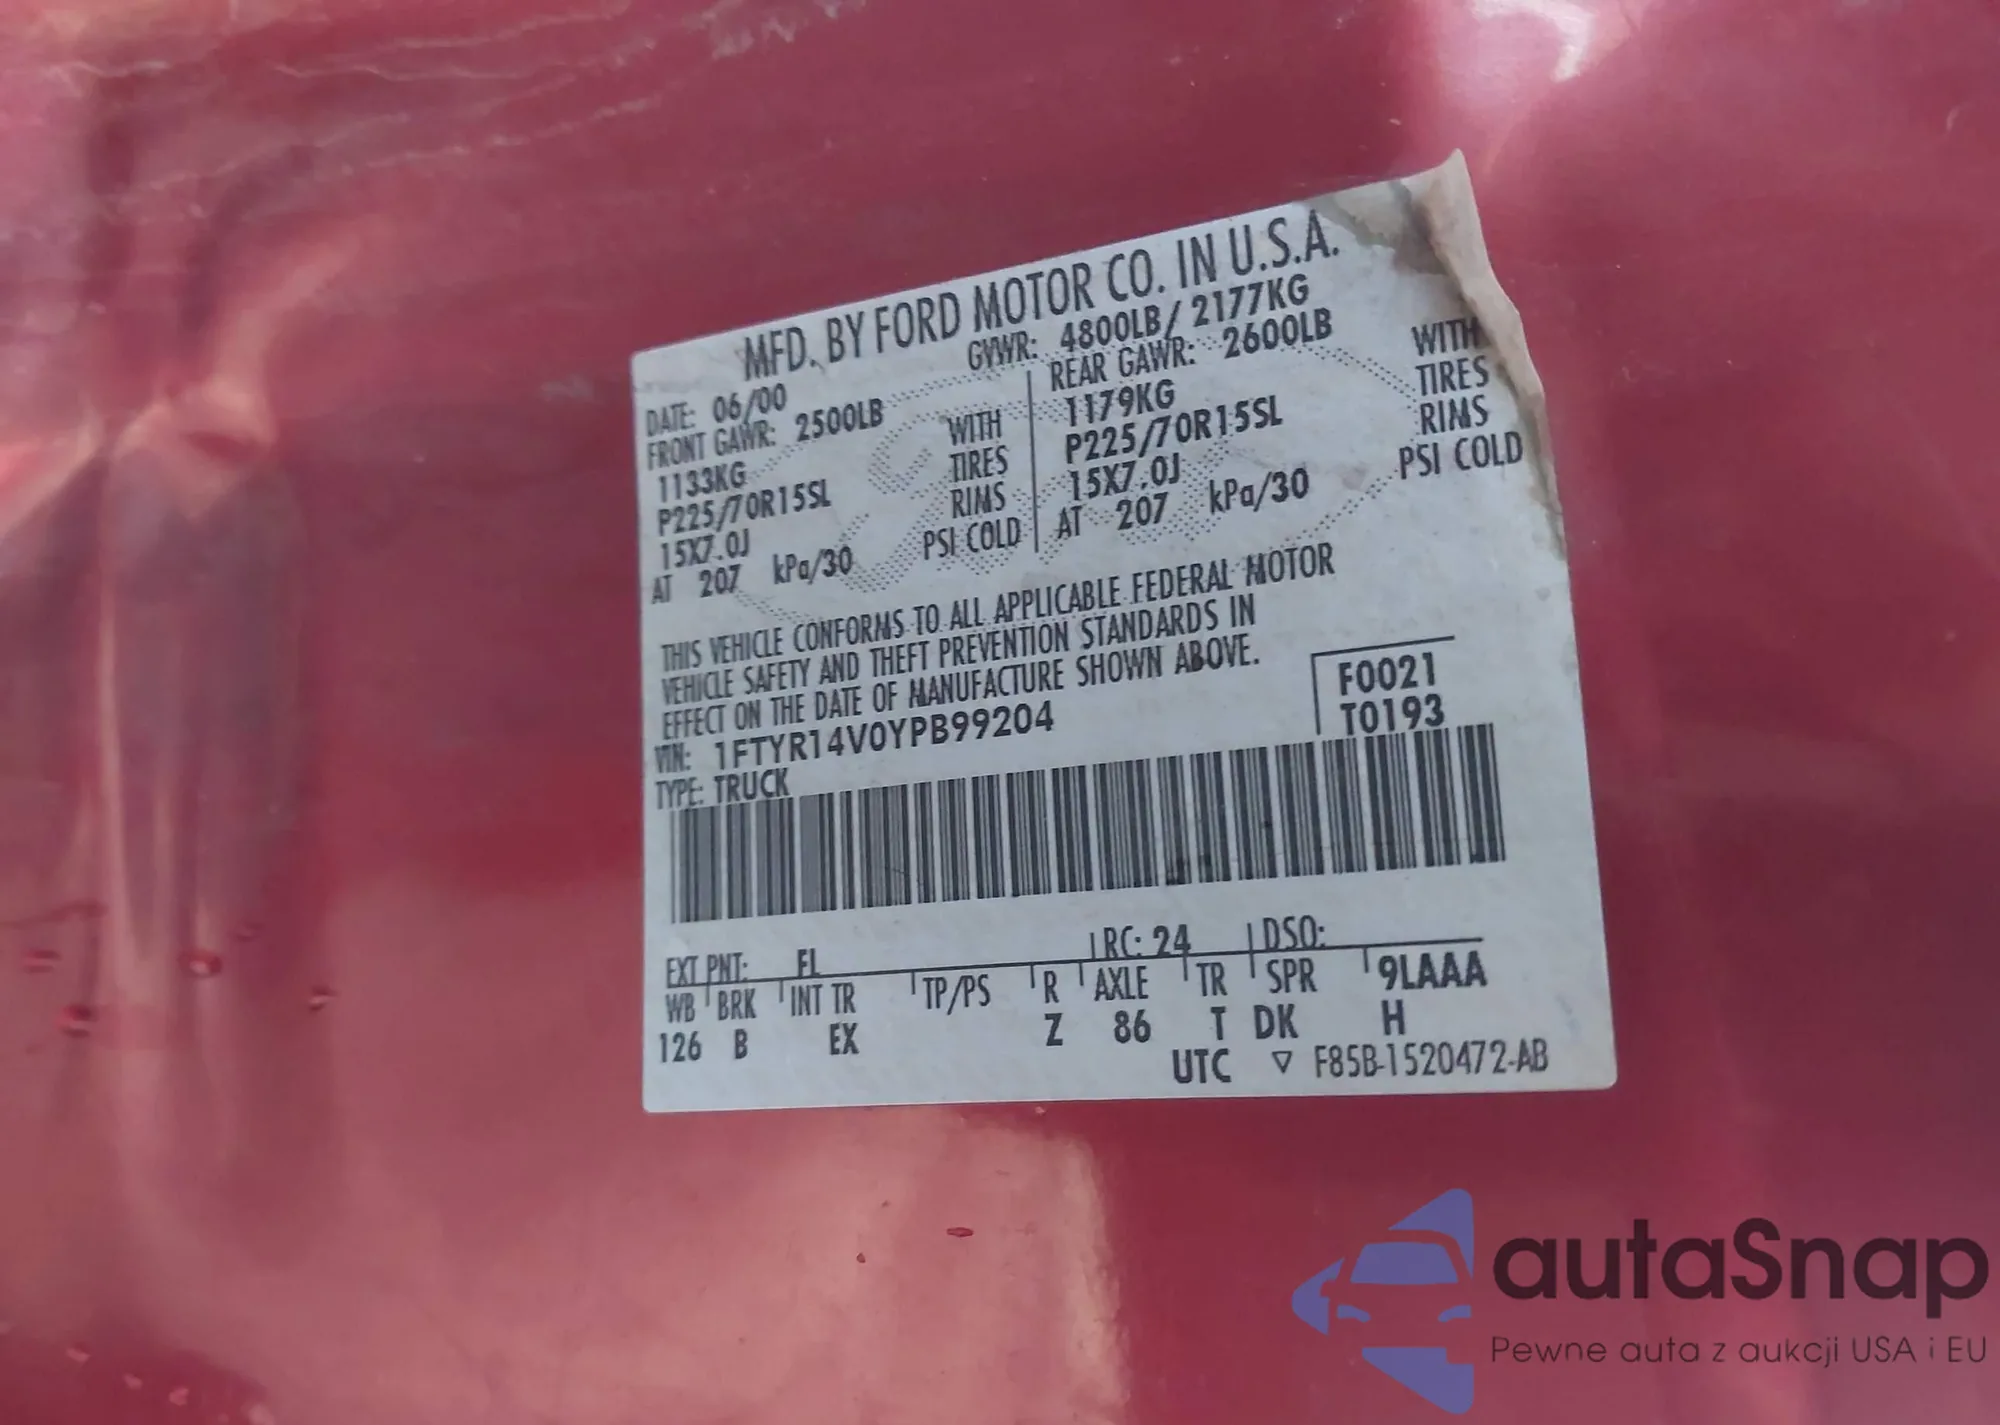 MFD. BY FORD MOTOR CO. IN U.S.A.
DATE: 06/00 GVWR: 4800LB/ 2177KG
FRONT GAWR: 2500LB REAR GAWR: 2600LB
1133KG WITH 1179KG WITH
P225/70R15SL TIRES P225/70R15SL TIRES
15X7.0J RIMS 15X7.0J RIMS
AT 207 kPa/30 PSI COLD AT 207 kPa/30 PSI COLD
THIS VEHICLE CONFORMS TO ALL APPLICABLE FEDERAL MOTOR
VEHICLE SAFETY AND THEFT PREVENTION STANDARDS IN
EFFECT ON THE DATE OF MANUFACTURE SHOWN ABOVE.
VIN: 1FTYR14V0YPB99204 F0021
TYPE: TRUCK T0193
EXT PNT: FL RC: 24 DSO:
WB BRK INT TR TP/PS R AXLE TR SPR 9LAAA
126 B EX Z 86 T DK H
UTC ▽ F85B-1520472-AB
autaSnap
Pewne auta z aukcji USA i EU